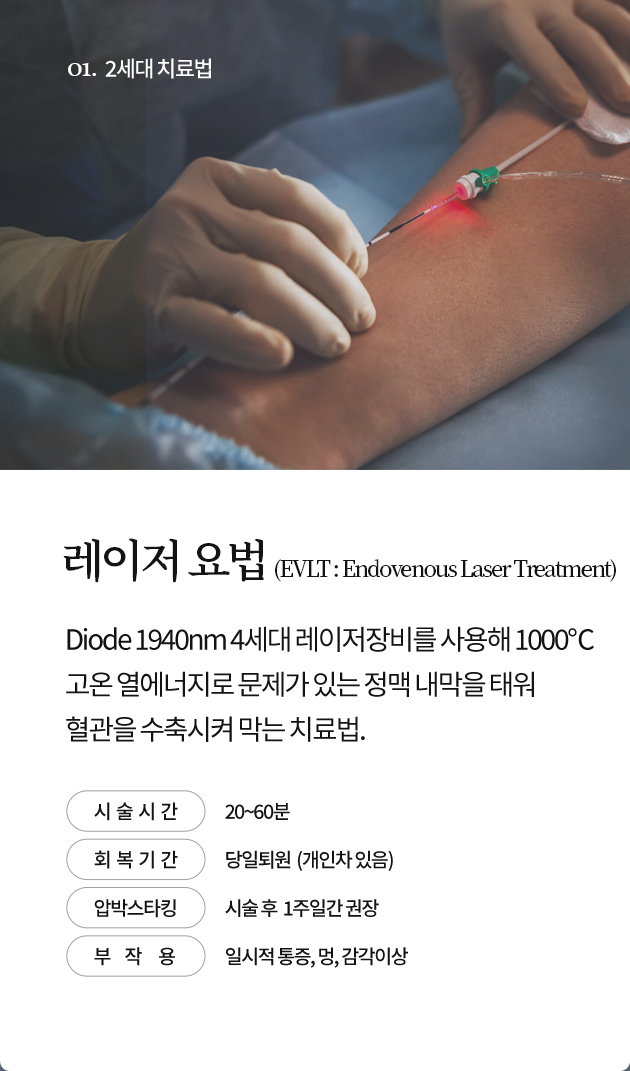 01. 2세대 치료법
레이저 요법 (EVLT : Endovenous Laser Treatment)
Diode 1940nm 4세대 레이저장비를 사용해 1000°C
고온 열에너지로 문제가 있는 정맥 내막을 태워
혈관을 수축시켜 막는 치료법.
시 술 시 간 20~60분
회 복 기 간 당일퇴원 (개인차 있음)
압박스타킹 시술 후 1주일간 권장
부 작 용 일시적 통증, 멍, 감각이상